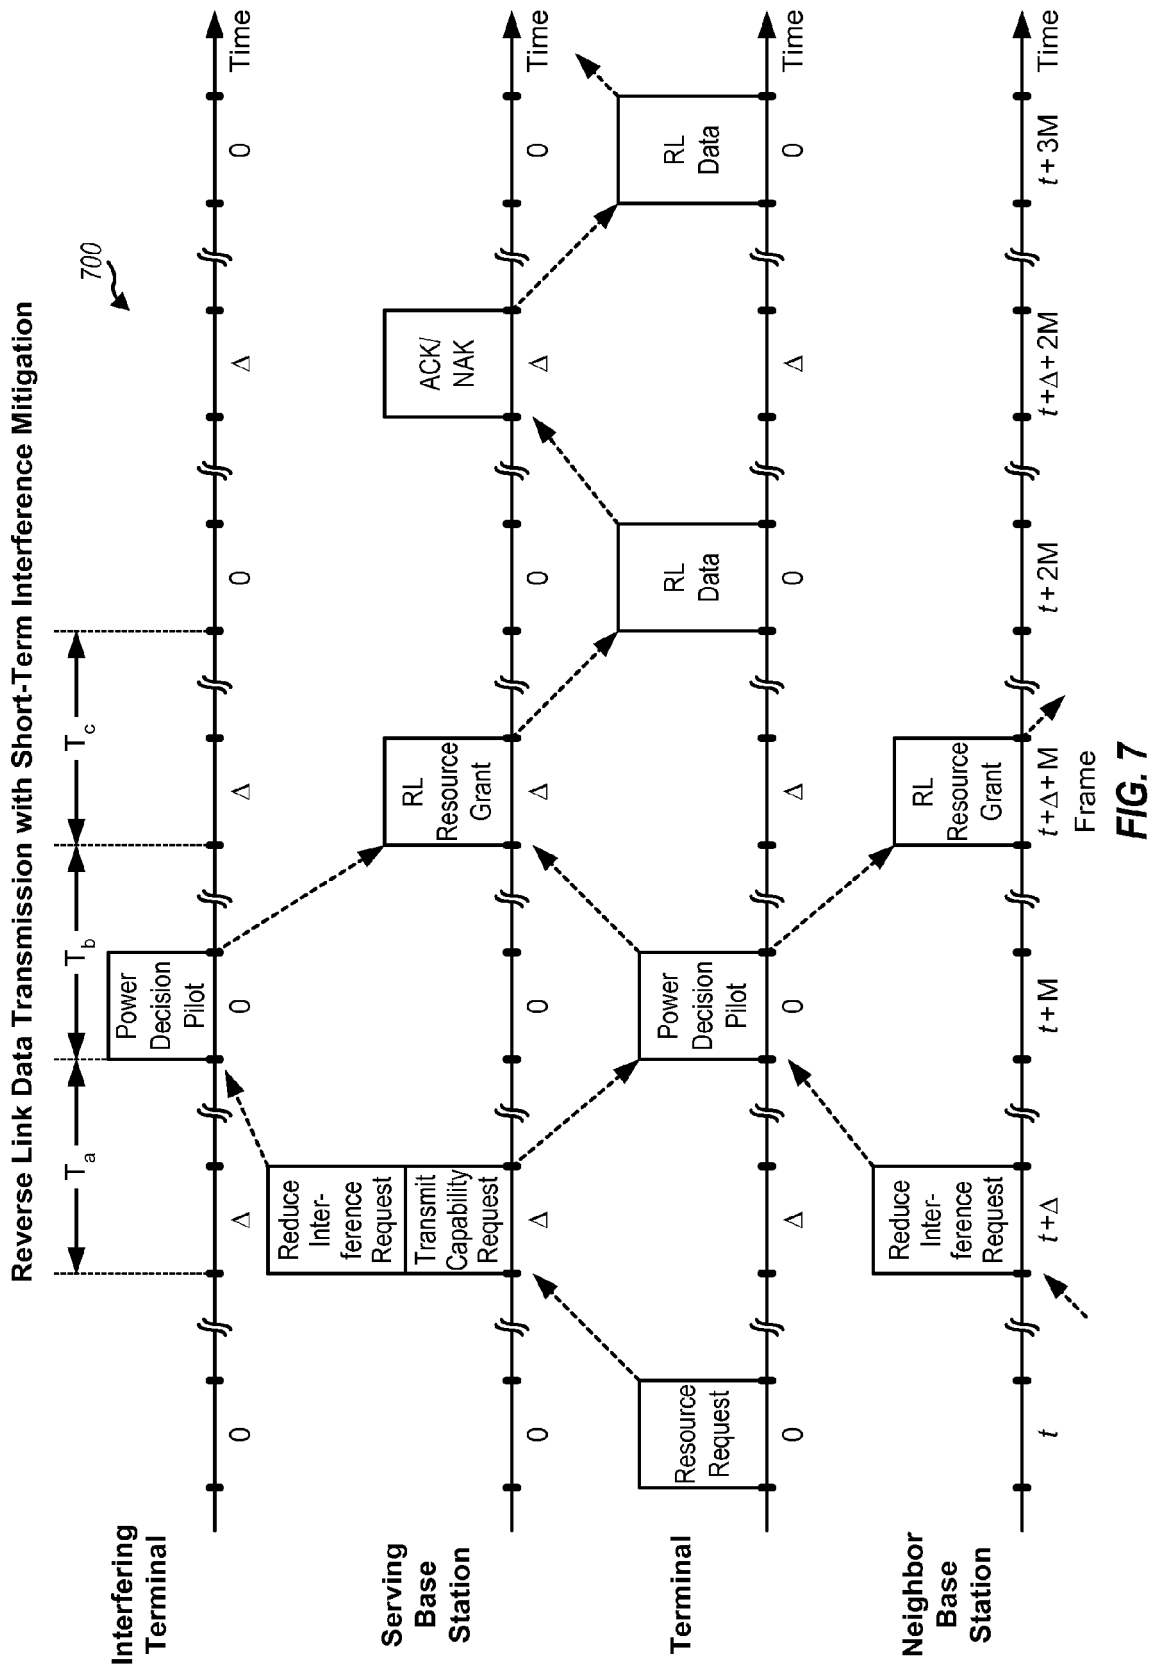 Reverse Link Data Transmission with Short-Term Interference Mitigation
700
Ta
Tb
Tc
Interfering
Terminal
Power
Decision
Pilot
0
Δ
0
Δ
0
Δ
0
Time
Serving
Base
Station
Reduce
Inter-
ference
Request
Transmit
Capability
Request
RL
Resource
Grant
ACK/
NAK
0
Δ
0
Δ
0
Δ
0
Time
Terminal
Resource
Request
Power
Decision
Pilot
RL
Data
RL
Data
0
Δ
0
Δ
0
Δ
0
Time
Neighbor
Base
Station
Reduce
Inter-
ference
Request
RL
Resource
Grant
t
t+Δ
t+M
t+Δ+M
t+2M
t+Δ+2M
t+3M
Time
Frame
FIG. 7